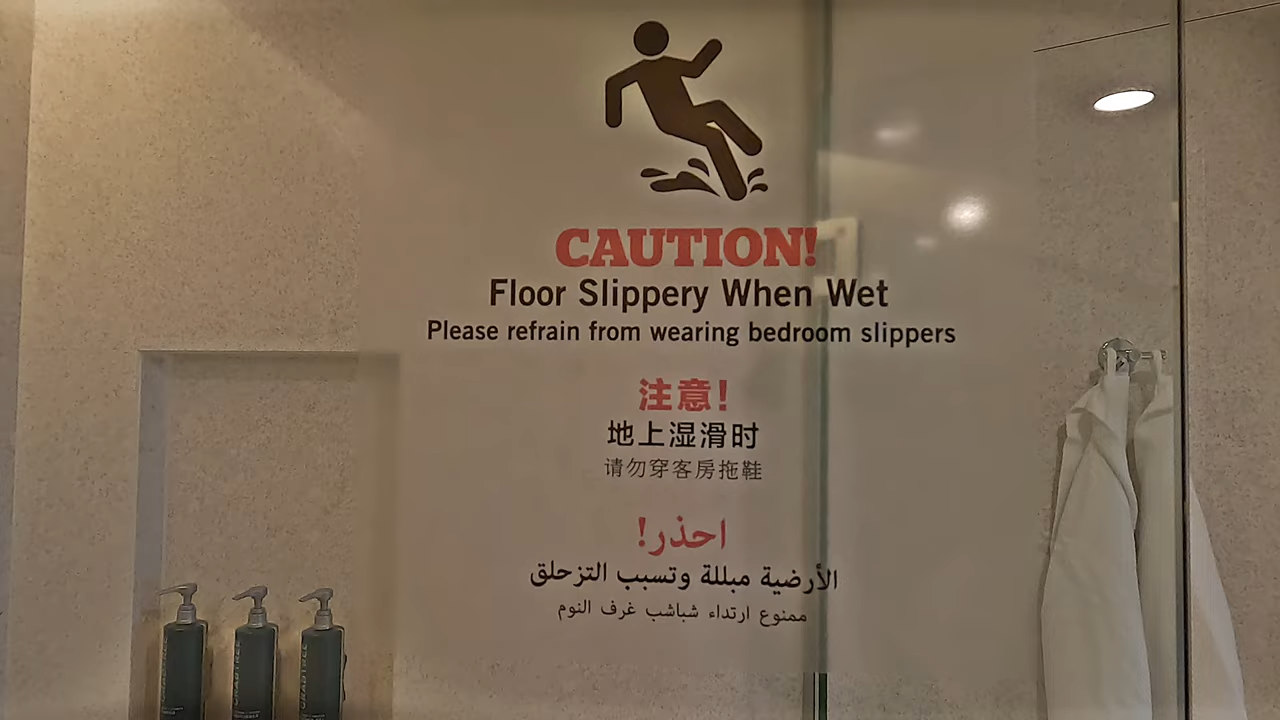 CAUTION!
Floor Slippery When Wet
Please refrain from wearing bedroom slippers
注意!
地上湿滑时
请勿穿客房拖鞋
احذر!
الأرضية مبللة وتسبب التزحلق
ممنوع ارتداء شباشب غرف النوم